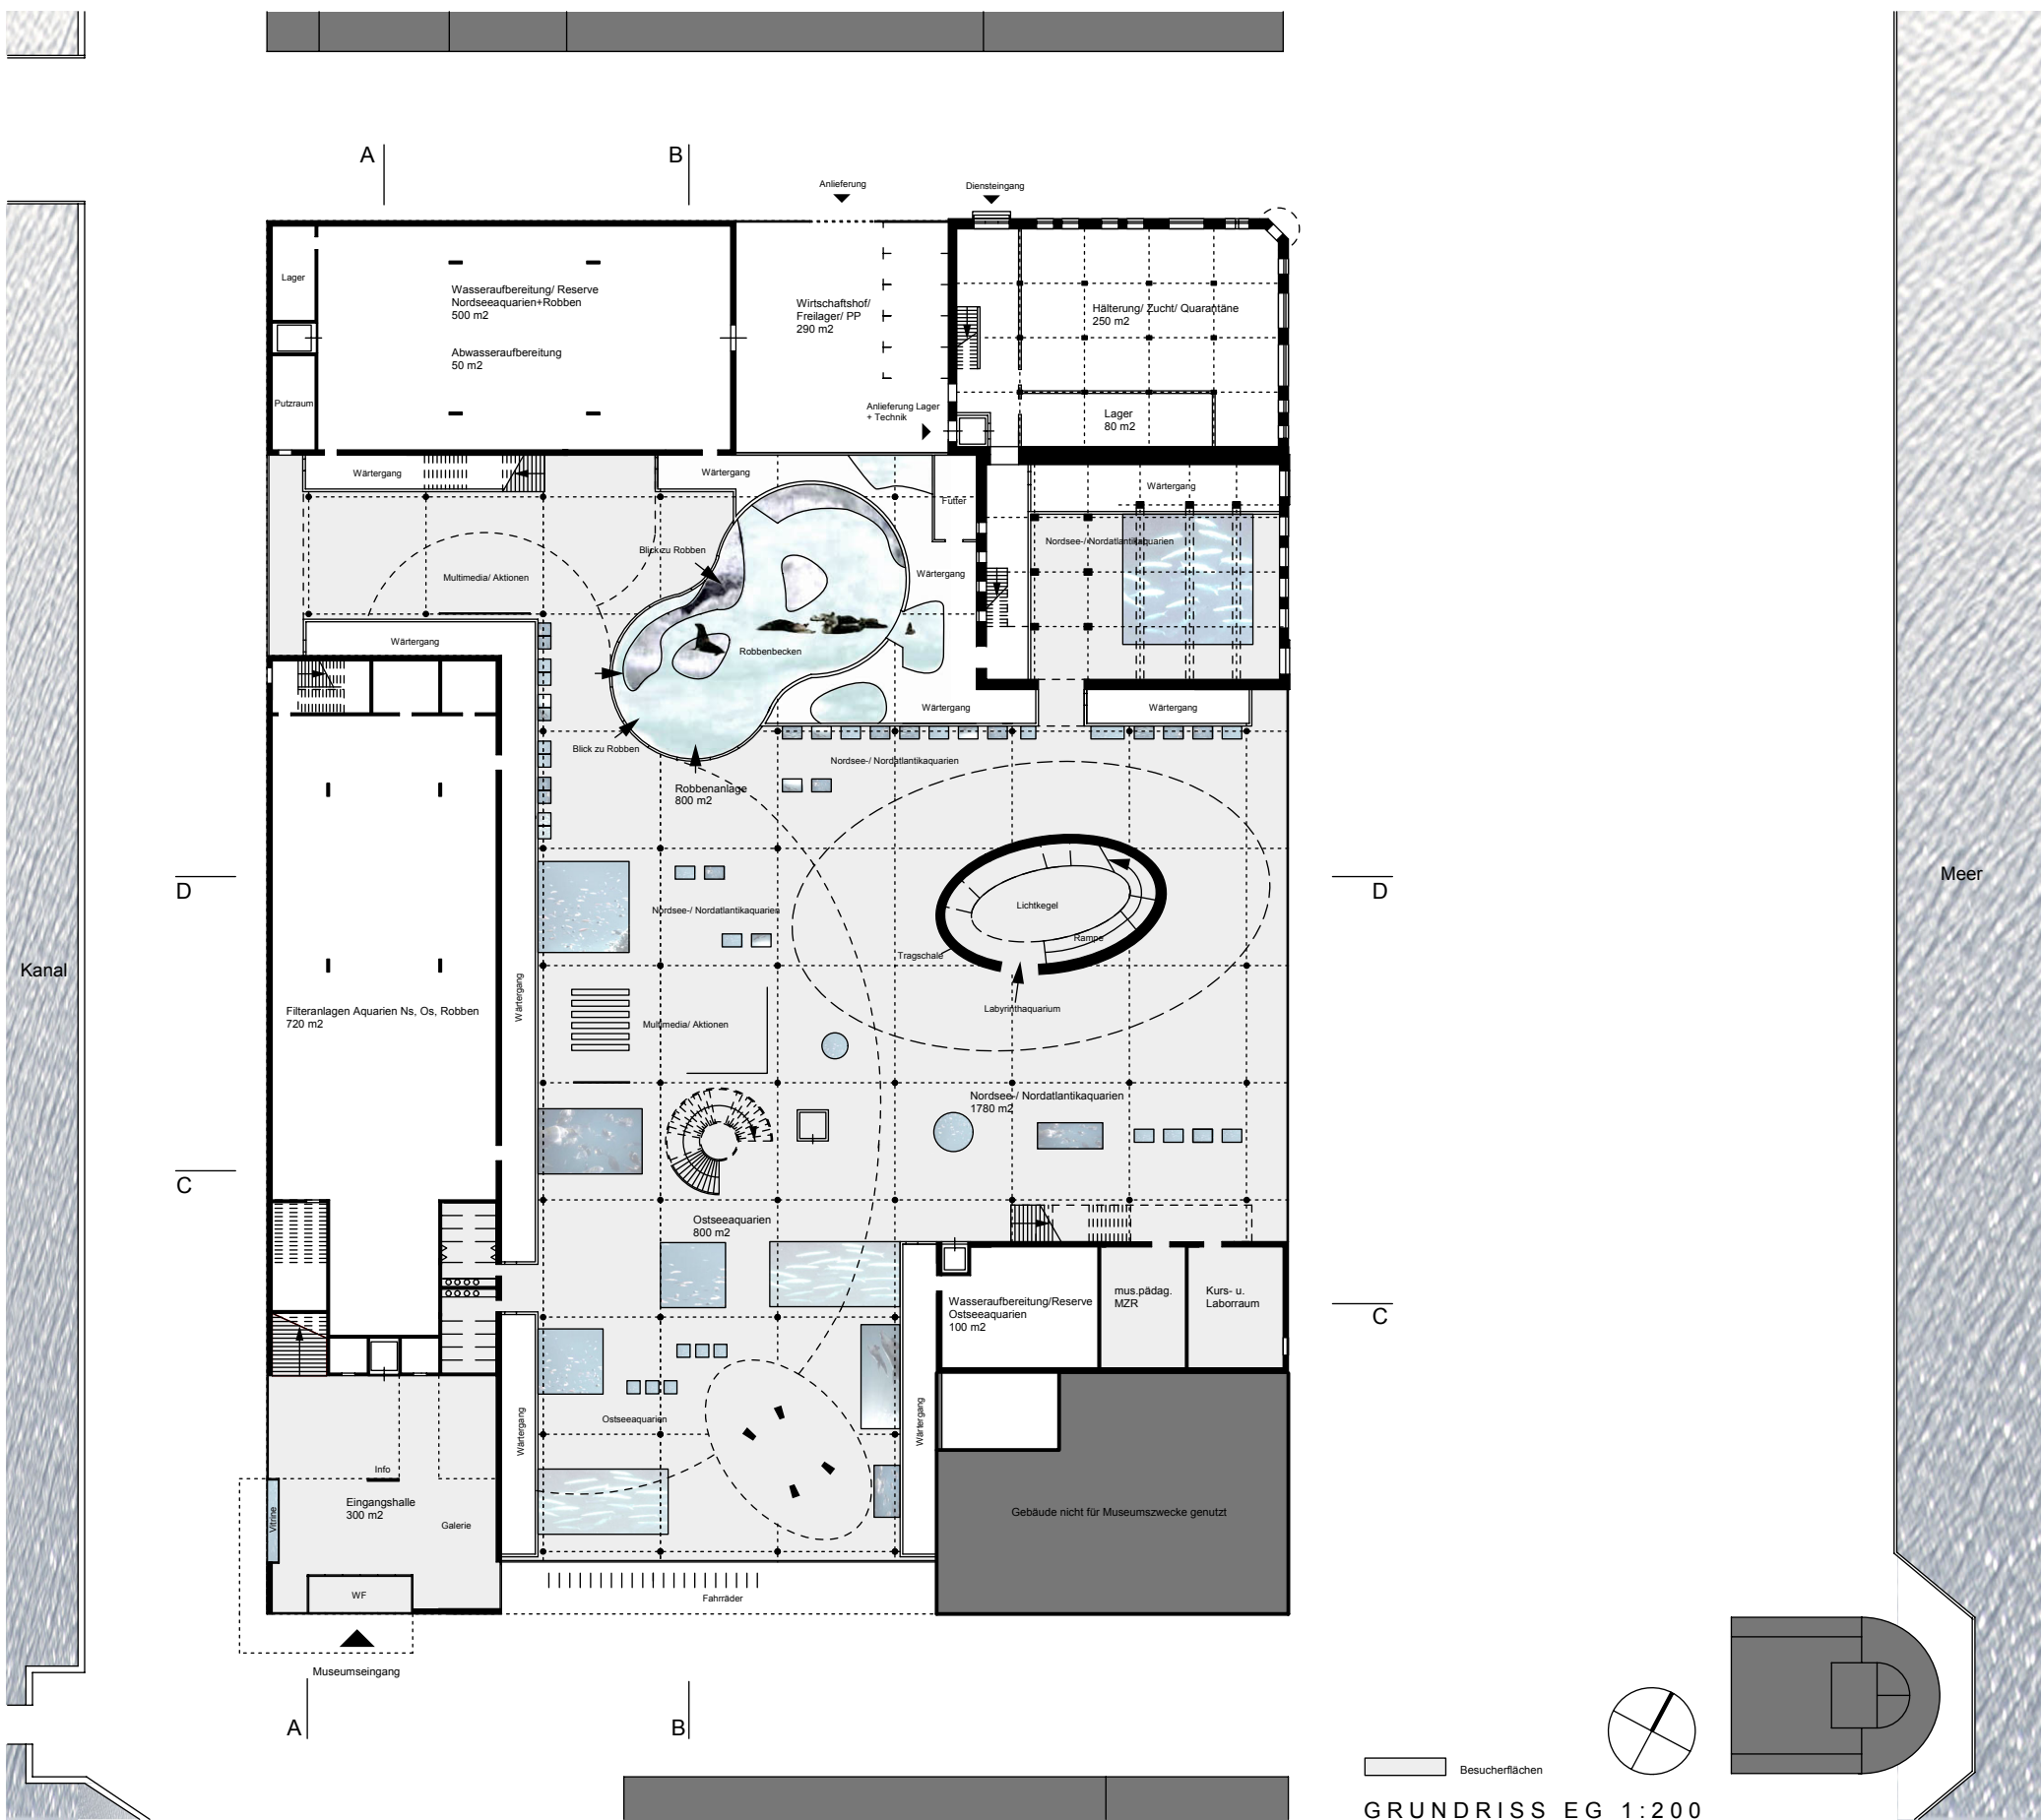 A
B
Anlieferung
Diensteingang
Lager
Wasseraufbereitung/ Reserve
Nordseeaquarien+Robben
500 m2
Abwasseraufbereitung
50 m2
Putzraum
Wirtschaftshof/
Freilager/ PP
290 m2
Hälterung/ Zucht/ Quarantäne
250 m2
Anlieferung Lager
+ Technik
Lager
80 m2
Wärtergang
Wärtergang
Futter
Wärtergang
Nordsee-/ Nordatlantikaquarien
Blick zu Robben
Multimedia/ Aktionen
Wärtergang
Wärtergang
Robbenbecken
Wärtergang
Wärtergang
Blick zu Robben
Nordsee-/ Nordatlantikaquarien
Robbenanlage
800 m2
D
D
Meer
Kanal
Nordsee-/ Nordatlantikaquarien
Lichtkegel
Rampe
Tragschale
Labyrinthaquarium
Wärtergang
Filteranlagen Aquarien Ns, Os, Robben
720 m2
Multimedia/ Aktionen
Nordsee-/ Nordatlantikaquarien
1780 m2
C
Ostseeaquarien
800 m2
Wasseraufbereitung/Reserve
Ostseeaquarien
100 m2
mus.pädag.
MZR
Kurs- u.
Laborraum
C
Wärtergang
Ostseeaquarien
Wärtergang
Info
Eingangshalle
300 m2
Vitrine
Galerie
Gebäude nicht für Museumszwecke genutzt
WF
Fahrräder
Museumseingang
A
B
Besucherflächen
GRUNDRISS EG 1:200